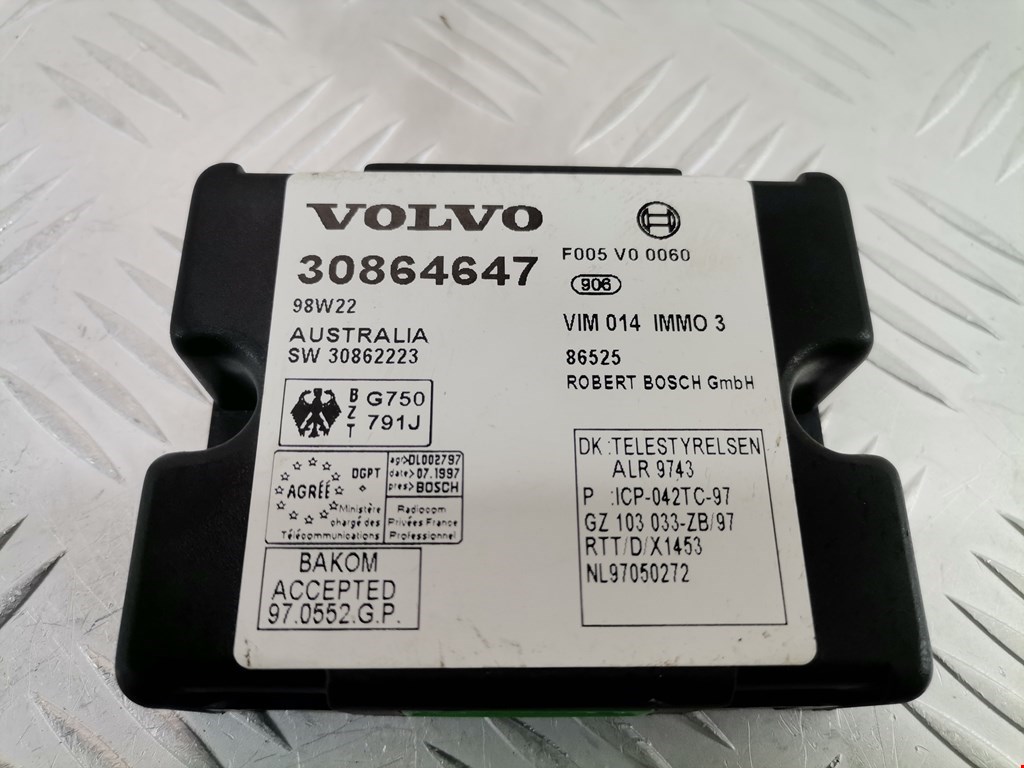 VOLVO
30864647
98W22
AUSTRALIA
SW 30862223
F005 V0 0060
906
VIM 014 IMMO 3
86525
ROBERT BOSCH GmbH
BZT
G750
791J
AGRÉÉ
DGPT
Ministère
chargé des
Télécommunications
agr>DL002797
date>07.1997
pres>BOSCH
Radiocom
Privées France
Professionnel
BAKOM
ACCEPTED
97.0552.G.P.
DK :TELESTYRELSEN
ALR 9743
P :ICP-042TC-97
GZ 103 033-ZB/97
RTT/D/X1453
NL97050272